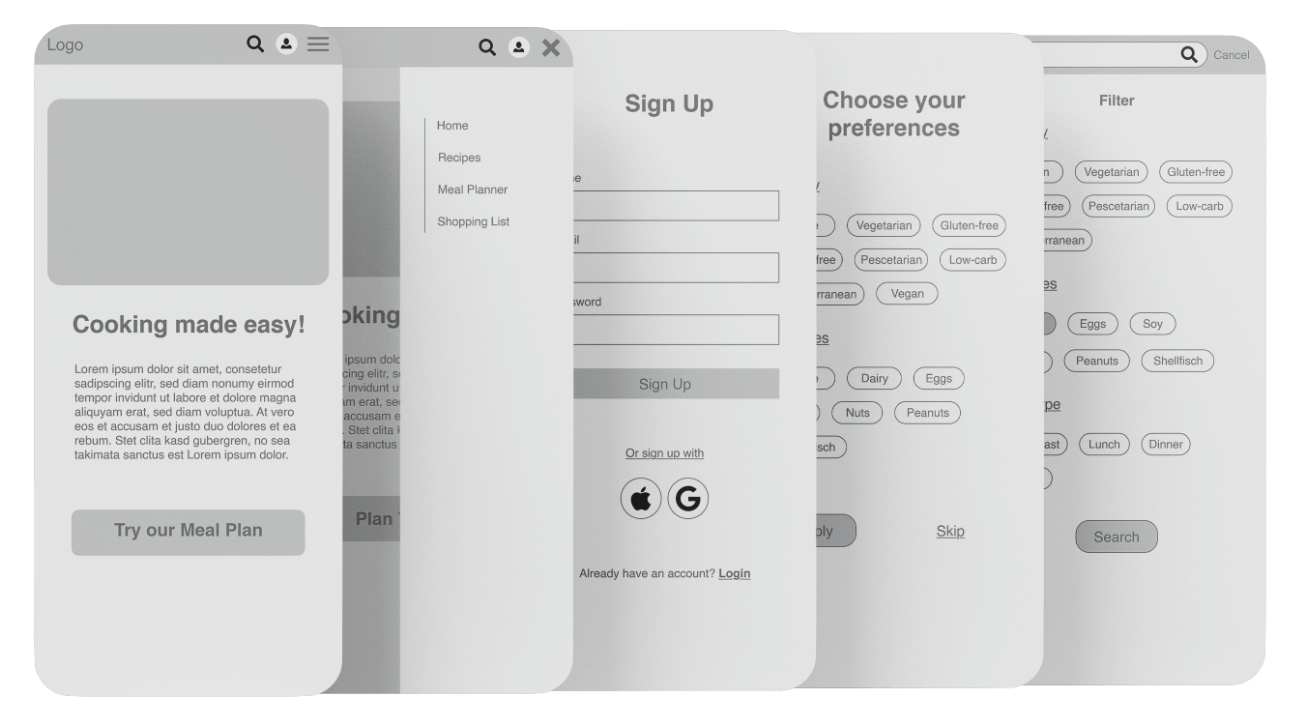 Logo
Cooking made easy!
Lorem ipsum dolor sit amet, consetetur
sadipscing elitr, sed diam nonumy eirmod
tempor invidunt ut labore et dolore magna
aliquyam erat, sed diam voluptua. At vero
eos et accusam et justo duo dolores et ea
rebum. Stet clita kasd gubergren, no sea
takimata sanctus est Lorem ipsum dolor.
Try our Meal Plan
Home
Recipes
Meal Planner
Shopping List
oking
ipsum dolo
cing elitr, s
invidunt u
am erat, se
accusam e
. Stet clita k
ta sanctus
Plan
Sign Up
ne
il
sword
Sign Up
Or sign up with
G
Already have an account? Login
Choose your
preferences
y
Vegetarian Gluten-free
free Pescetarian Low-carb
rranean Vegan
es
Dairy Eggs
Nuts Peanuts
sch
ply Skip
Cancel
Filter
y
n Vegetarian Gluten-free
free Pescetarian Low-carb
rranean
es
Eggs Soy
Peanuts Shellfisch
pe
ast Lunch Dinner
Search